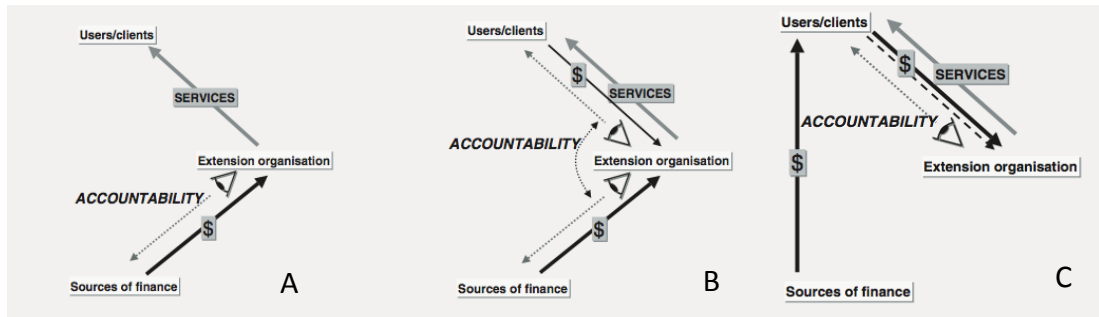 Users/clients
SERVICES
Extension organisation
ACCOUNTABILITY
$
Sources of finance
A
Users/clients
$
SERVICES
ACCOUNTABILITY
Extension organisation
$
Sources of finance
B
Users/clients
$
SERVICES
ACCOUNTABILITY
$
Extension organisation
Sources of finance
C